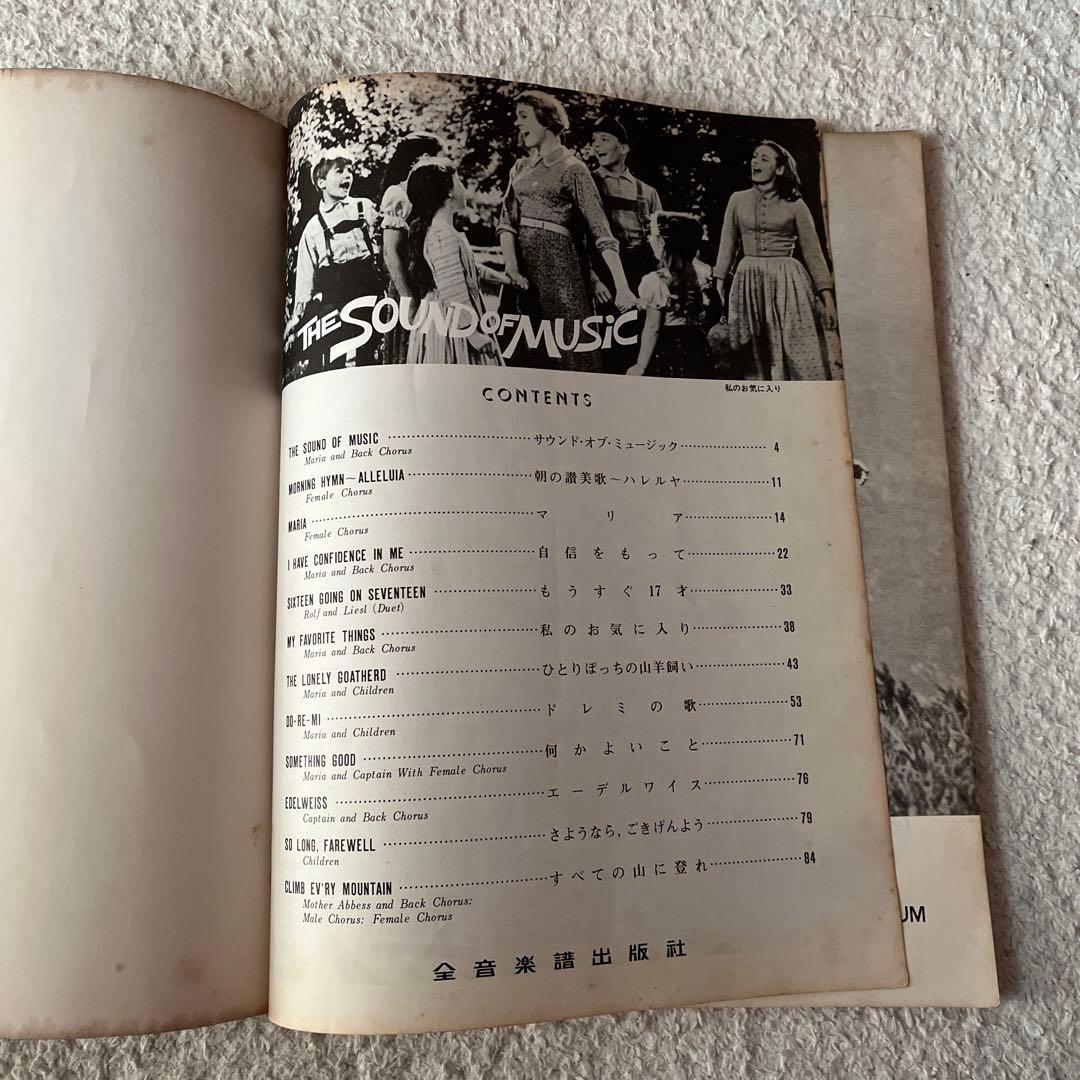 THE SOUND OF MUSIC
私のお気に入り
CONTENTS
THE SOUND OF MUSIC ........ サウンド・オブ・ミュージック ........ 4
Maria and Back Chorus
MORNING HYMN~ALLELUIA ........ 朝の讃美歌～ハレルヤ ........ 11
Female Chorus
MARIA ........ マリア ........ 14
Female Chorus
I HAVE CONFIDENCE IN ME ........ 自信をもって ........ 22
Maria and Back Chorus
SIXTEEN GOING ON SEVENTEEN ........ もうすぐ17才 ........ 33
Rolf and Liesl (Duet)
MY FAVORITE THINGS ........ 私のお気に入り ........ 38
Maria and Back Chorus
THE LONELY GOATHERD ........ ひとりぼっちの山羊飼い ........ 43
Maria and Children
DO-RE-MI ........ ドレミの歌 ........ 53
Maria and Children
SOMETHING GOOD ........ 何かよいこと ........ 71
Maria and Captain With Female Chorus
EDELWEISS ........ エーデルワイス ........ 76
Captain and Back Chorus
SO LONG, FAREWELL ........ さようなら,ごきげんよう ........ 79
Children
CLIMB EV'RY MOUNTAIN ........ すべての山に登れ ........ 84
Mother Abbess and Back Chorus:
Male Chorus: Female Chorus
全音楽譜出版社
UM